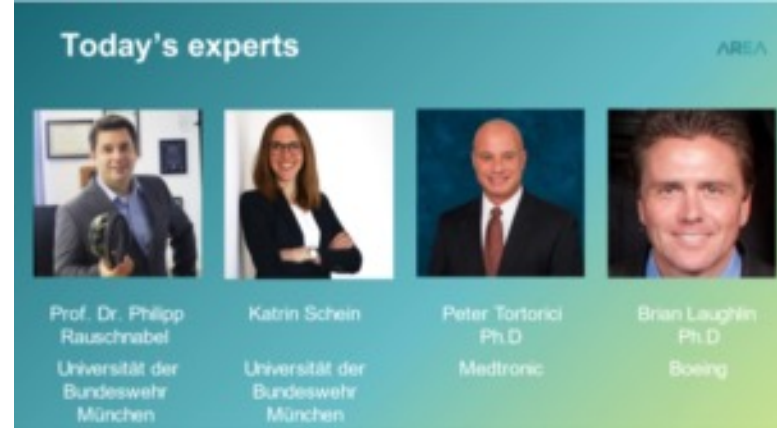 Today's experts
AREA
Prof. Dr. Philipp
Rauschnabel
Universität der
Bundeswehr
München
Katrin Schein
Universität der
Bundeswehr
München
Peter Tortorici
Ph.D
Medtronic
Brian Laughlin
Ph.D
Boeing